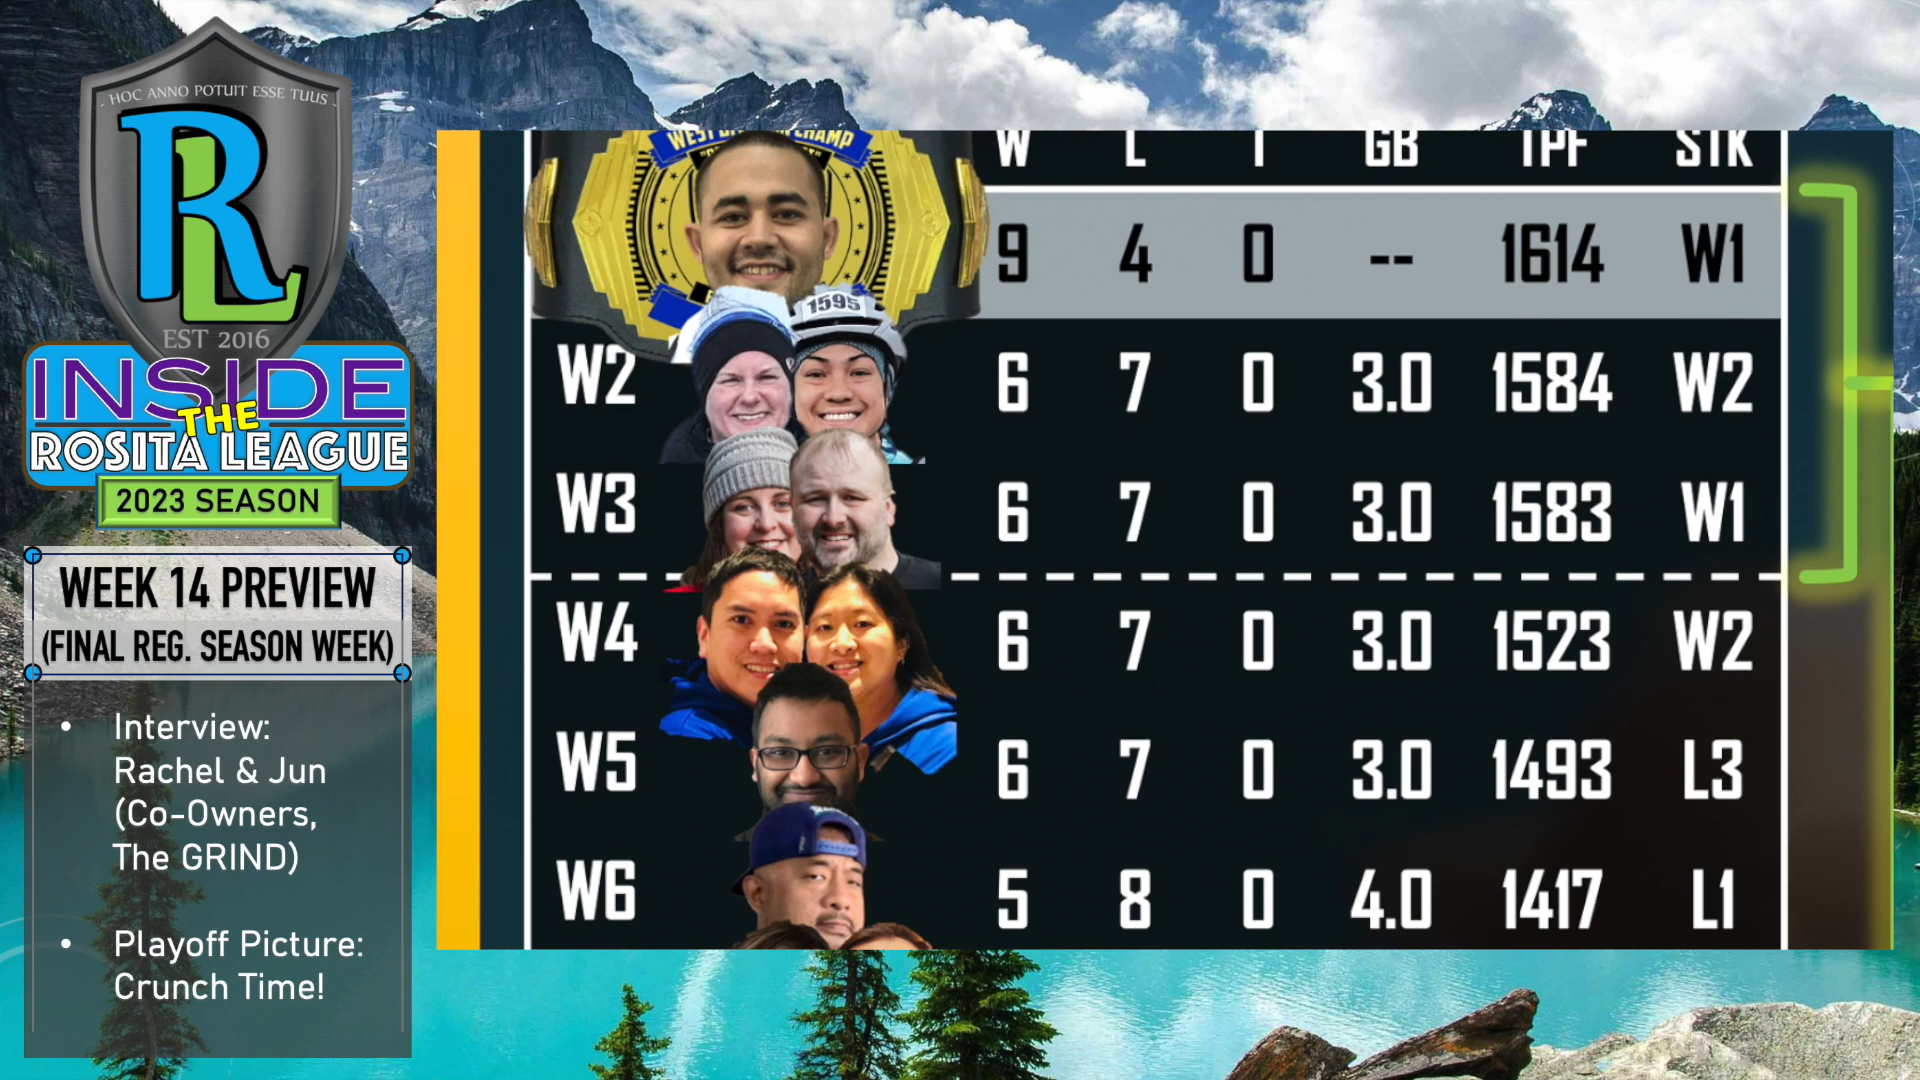 - HOC ANNO POTUIT ESSE TUUS -
RL
EST 2016
INSIDE
THE
ROSITA LEAGUE
2023 SEASON
WEEK 14 PREVIEW
(FINAL REG. SEASON WEEK)
• Interview:
Rachel & Jun
(Co-Owners,
The GRIND)
• Playoff Picture:
Crunch Time!
WEST CHAMP
W L T GB TPF STK
9 4 0 -- 1614 W1
1595
W2 6 7 0 3.0 1584 W2
W3 6 7 0 3.0 1583 W1
W4 6 7 0 3.0 1523 W2
W5 6 7 0 3.0 1493 L3
W6 5 8 0 4.0 1417 L1